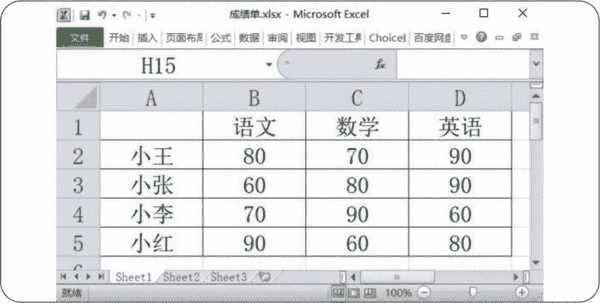 成绩单.xlsx - Microsoft Excel
文件 开始 插入 页面布局 公式 数据 审阅 视图 开发工具 Choicel 百度网盘
H15 fx
A B C D
1 语文 数学 英语
2 小王 80 70 90
3 小张 60 80 90
4 小李 70 90 60
5 小红 90 60 80
Sheet1 Sheet2 Sheet3
就绪 100%